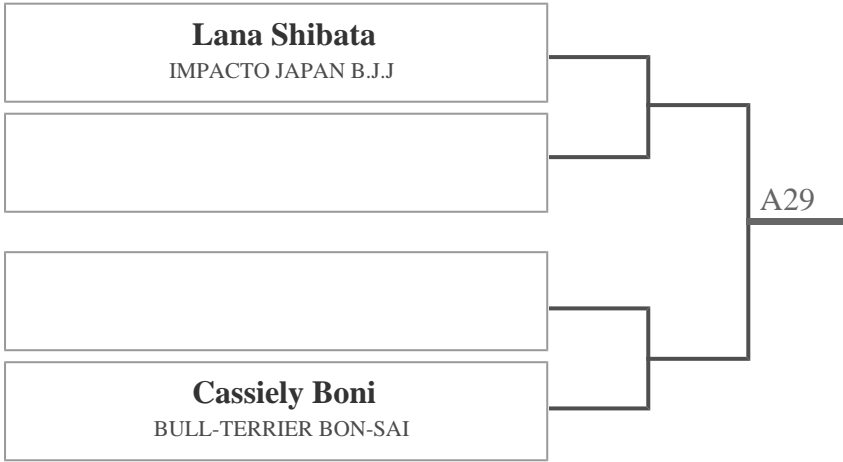 Lana Shibata
IMPACTO JAPAN B.J.J
A29
Cassiely Boni
BULL-TERRIER BON-SAI